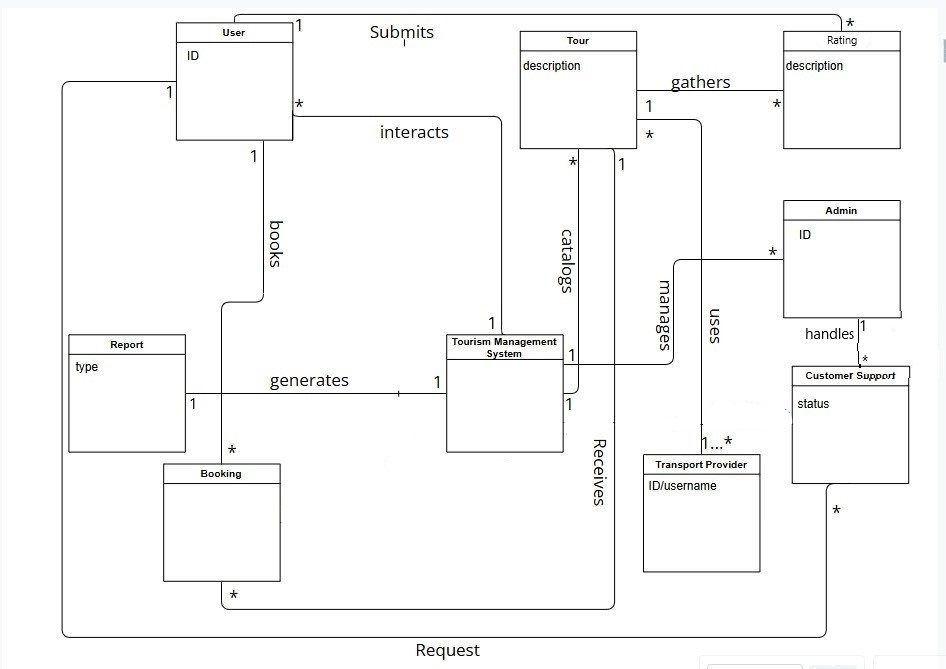 User
ID
1
Submits
*
Tour
description
Rating
description
gathers
1
*
1
*
interacts
*
1
*
1
books
catalogs
Admin
ID
*
manages
uses
handles
1
*
Report
type
1
Tourism Management
System
1
1
generates
1
1
Customer Support
status
*
Receives
1...*
Booking
Transport Provider
ID/username
*
*
Request